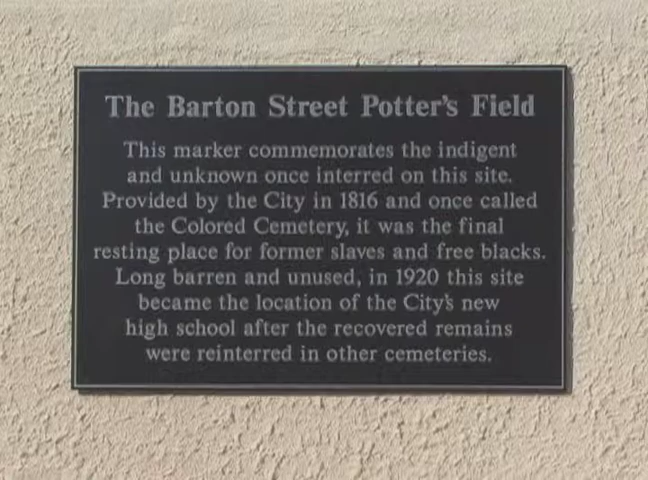 The Barton Street Potter's Field
This marker commemorates the indigent
and unknown once interred on this site.
Provided by the City in 1816 and once called
the Colored Cemetery, it was the final
resting place for former slaves and free blacks.
Long barren and unused, in 1920 this site
became the location of the City's new
high school after the recovered remains
were reinterred in other cemeteries.